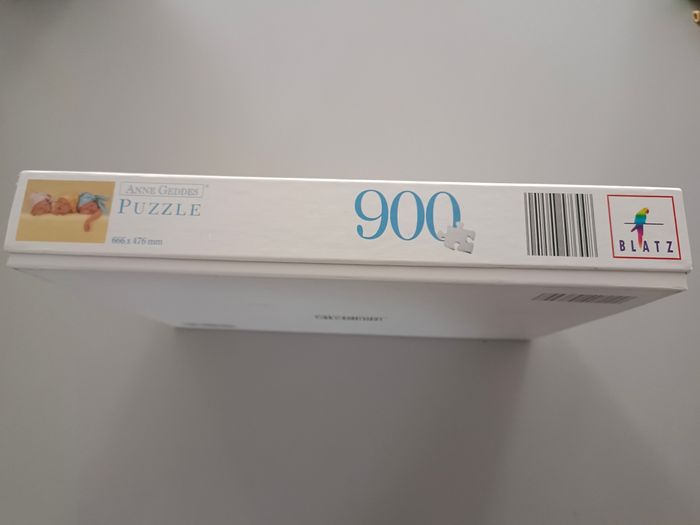 ANNE GEDDES®
PUZZLE
666 x 476 mm
900
BLATZ